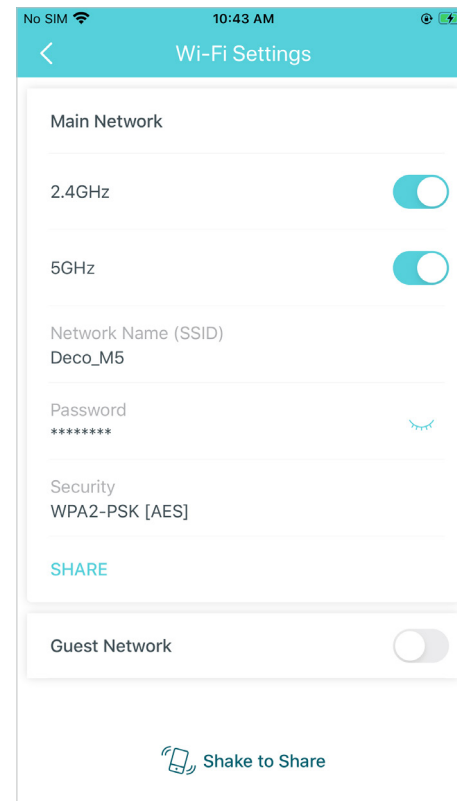 No SIM 10:43 AM
Wi-Fi Settings
Main Network
2.4GHz
5GHz
Network Name (SSID)
Deco_M5
Password
********
Security
WPA2-PSK [AES]
SHARE
Guest Network
Shake to Share